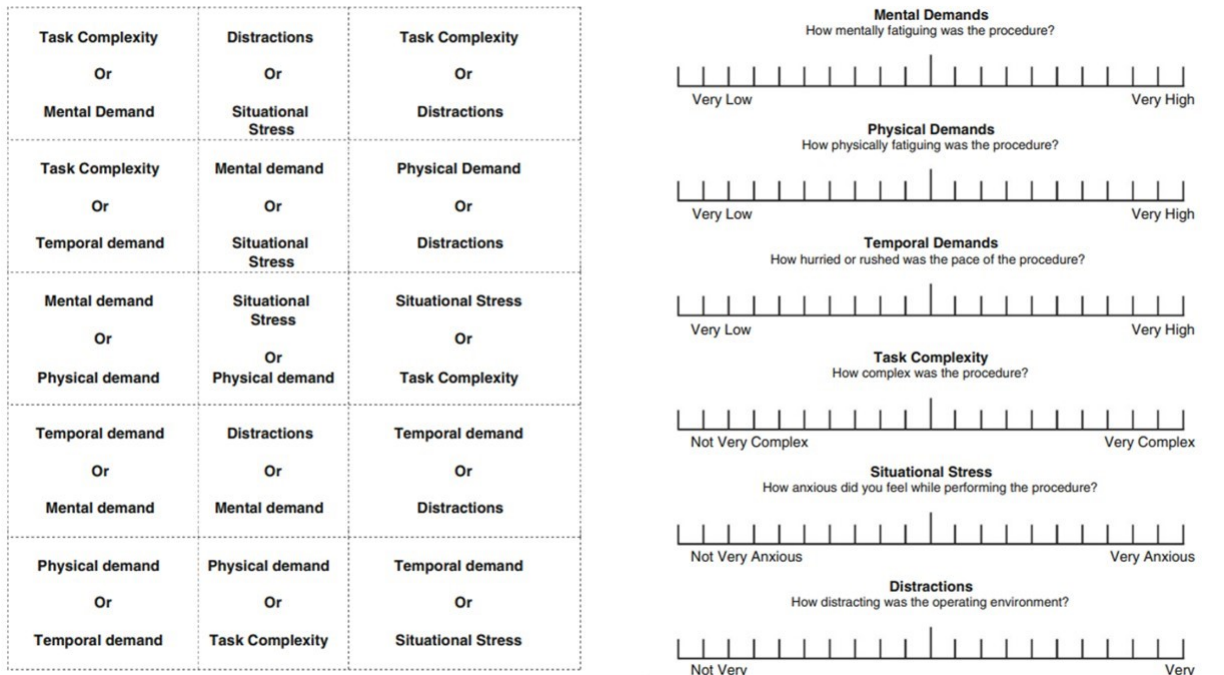 Task Complexity
Or
Mental Demand
Distractions
Or
Situational
Stress
Task Complexity
Or
Distractions
Task Complexity
Or
Temporal demand
Mental demand
Or
Situational
Stress
Physical Demand
Or
Distractions
Mental demand
Or
Physical demand
Situational
Stress
Or
Physical demand
Situational Stress
Or
Task Complexity
Temporal demand
Or
Mental demand
Distractions
Or
Mental demand
Temporal demand
Or
Distractions
Physical demand
Or
Temporal demand
Physical demand
Or
Task Complexity
Temporal demand
Or
Situational Stress
Mental Demands
How mentally fatiguing was the procedure?
Very Low Very High
Physical Demands
How physically fatiguing was the procedure?
Very Low Very High
Temporal Demands
How hurried or rushed was the pace of the procedure?
Very Low Very High
Task Complexity
How complex was the procedure?
Not Very Complex Very Complex
Situational Stress
How anxious did you feel while performing the procedure?
Not Very Anxious Very Anxious
Distractions
How distracting was the operating environment?
Not Very Very